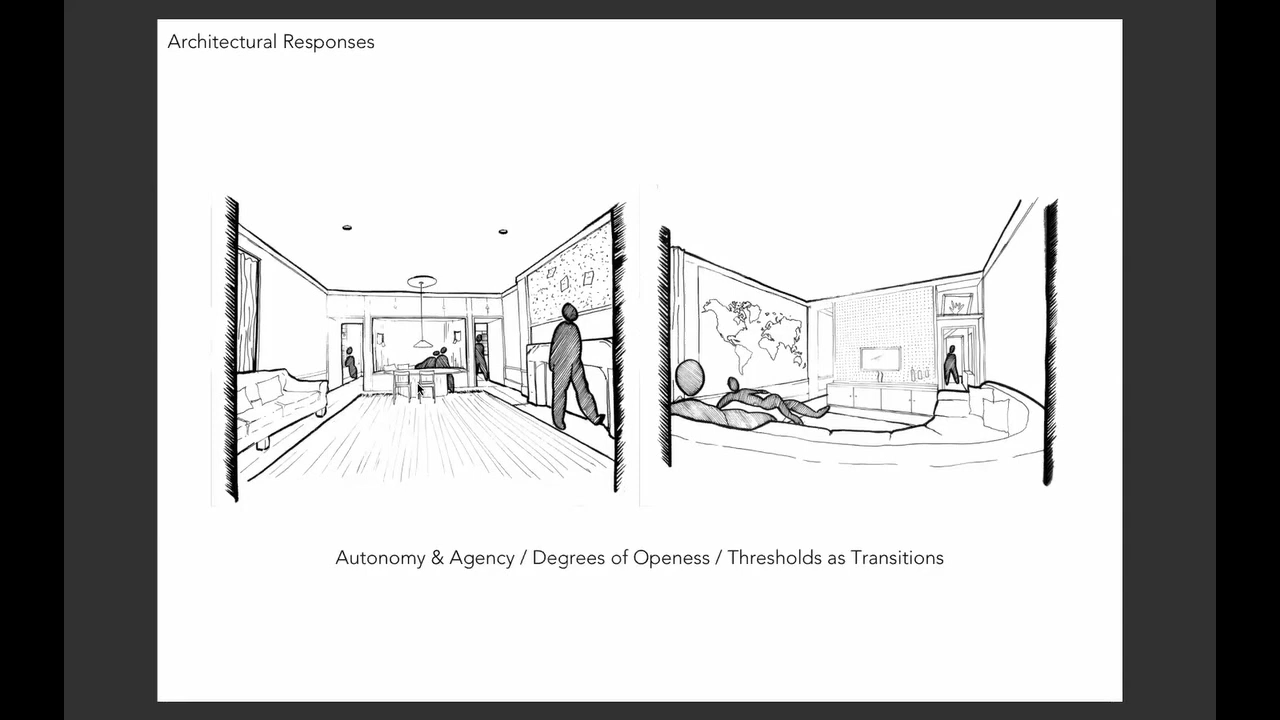 Architectural Responses
Autonomy & Agency / Degrees of Openess / Thresholds as Transitions